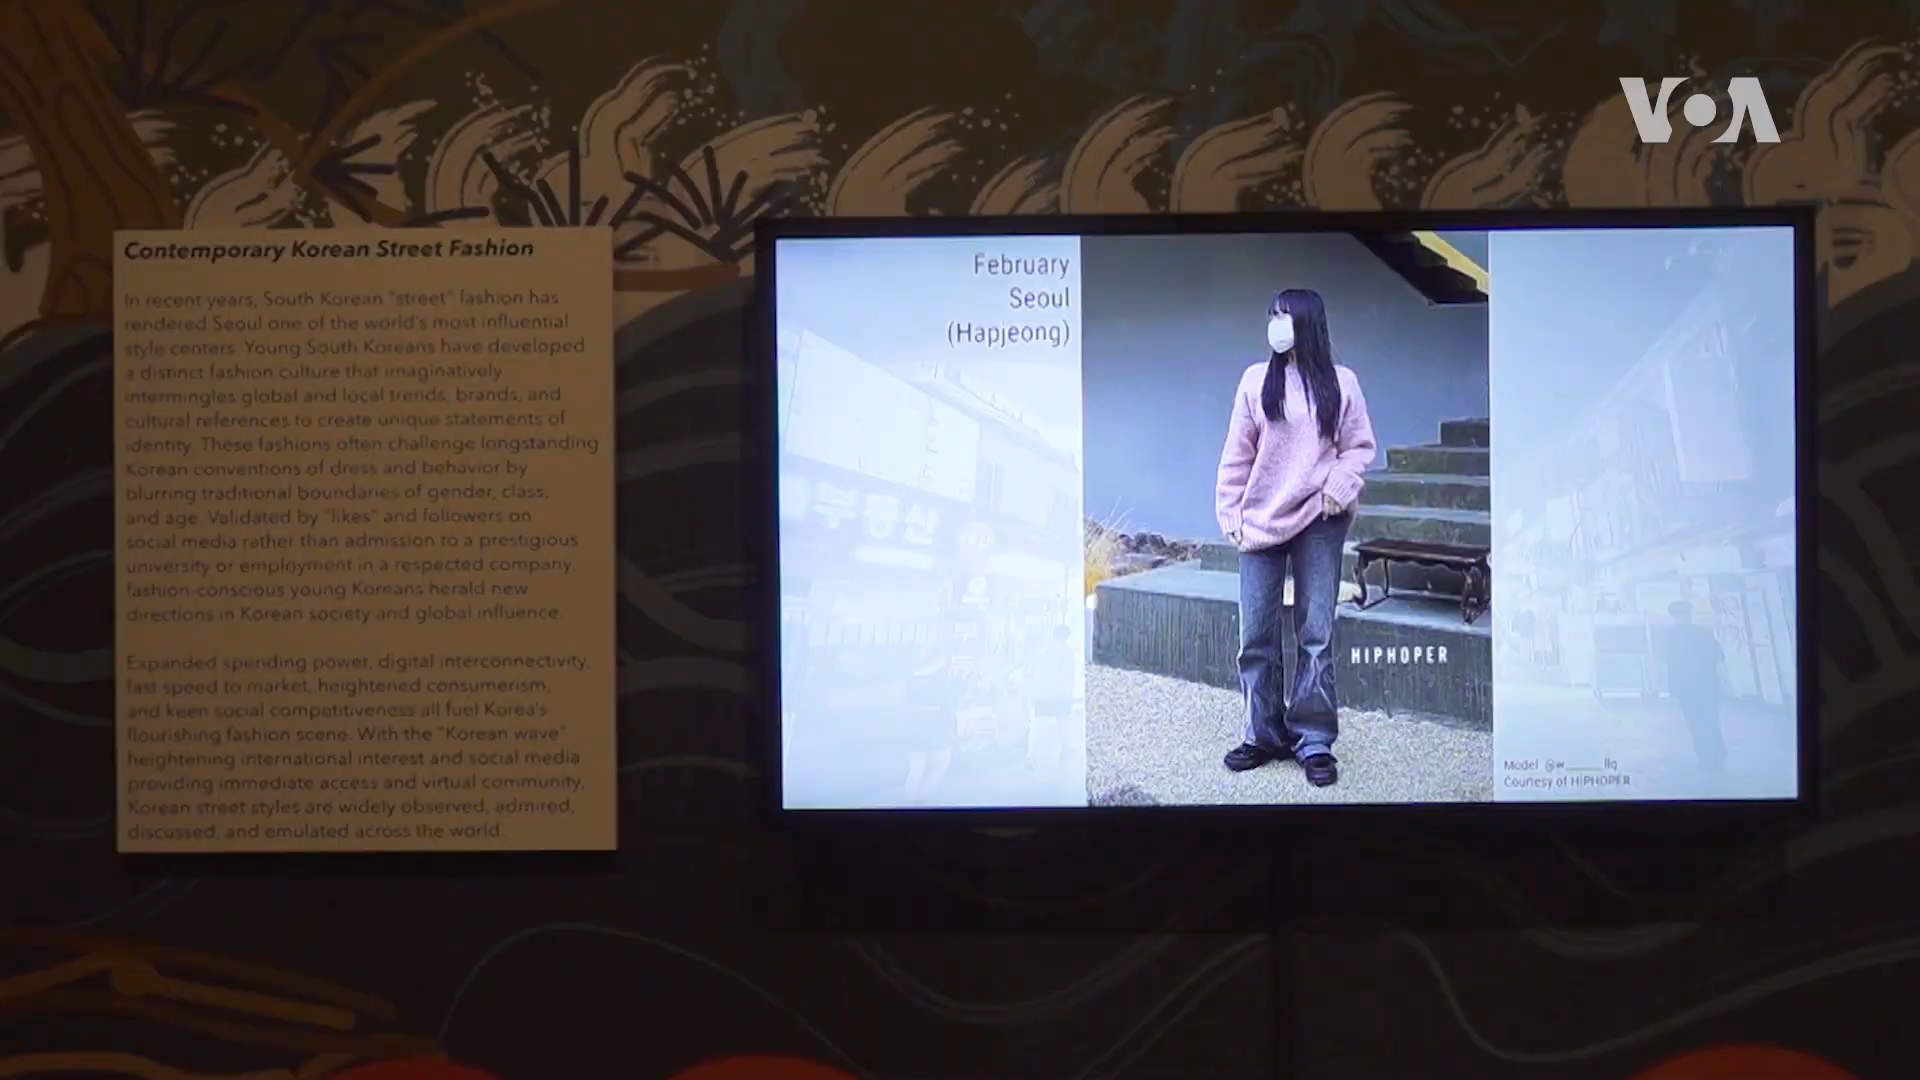 VOA
Contemporary Korean Street Fashion
In recent years, South Korean "street" fashion has
rendered Seoul one of the world's most influential
style centers. Young South Koreans have developed
a distinct fashion culture that imaginatively
intermingles global and local trends, brands, and
cultural references to create unique statements of
identity. These fashions often challenge longstanding
Korean conventions of dress and behavior by
blurring traditional boundaries of gender, class,
and age. Validated by "likes" and followers on
social media rather than admission to a prestigious
university or employment in a respected company,
fashion-conscious young Koreans herald new
directions in Korean society and global influence.
Expanded spending power, digital interconnectivity,
fast speed to market, heightened consumerism,
and keen social competitiveness all fuel Korea's
flourishing fashion scene. With the "Korean wave"
heightening international interest and social media
providing immediate access and virtual community,
Korean street styles are widely observed, admired,
discussed, and emulated across the world.
February
Seoul
(Hapjeong)
부동산
HIPHOPER
Model @w_____llq
Courtesy of HIPHOPER